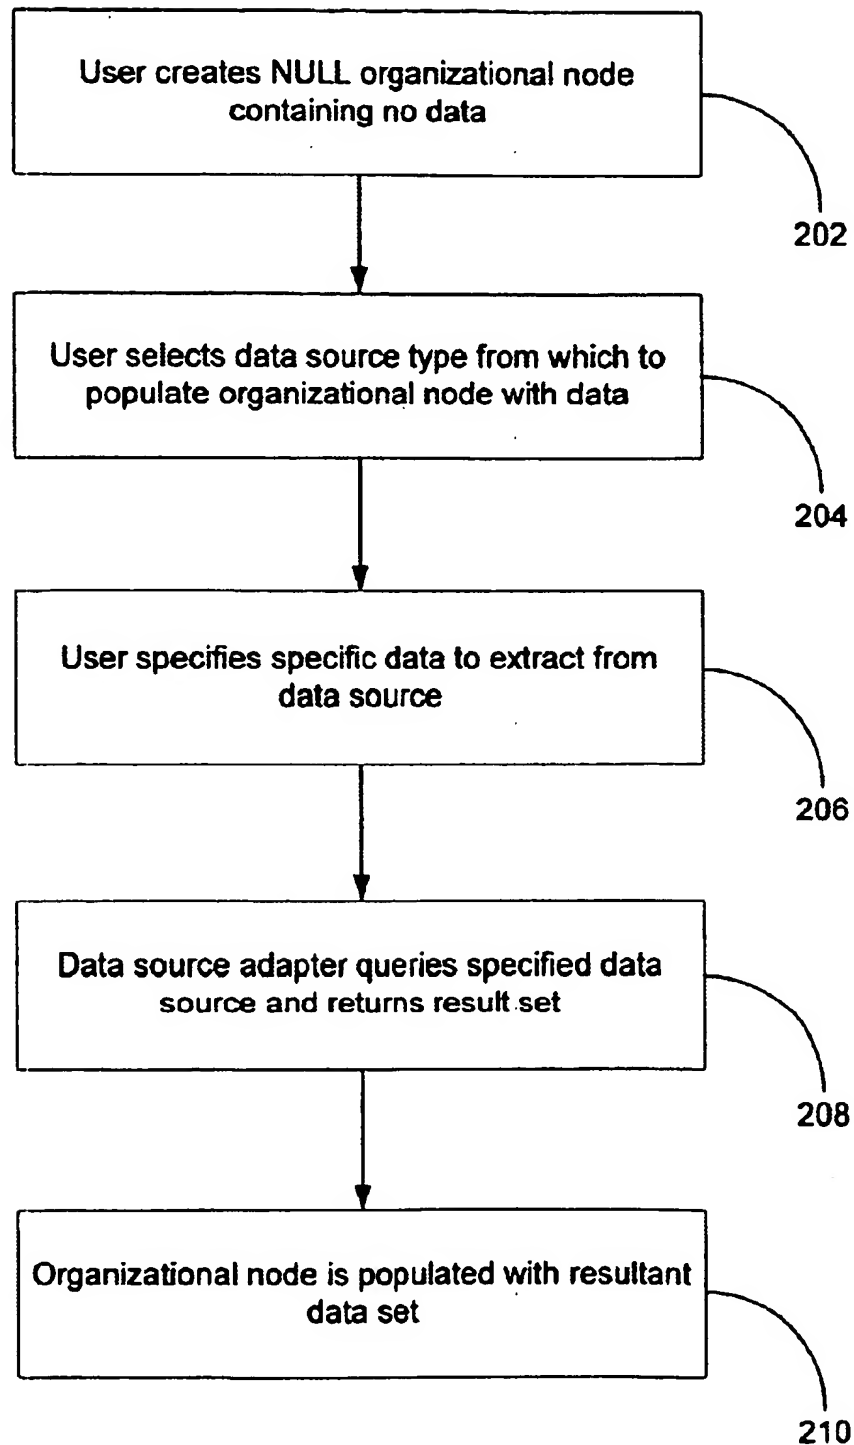 User creates NULL organizational node
containing no data
202
User selects data source type from which to
populate organizational node with data
204
User specifies specific data to extract from
data source
206
Data source adapter queries specified data
source and returns result set
208
Organizational node is populated with resultant
data set
210